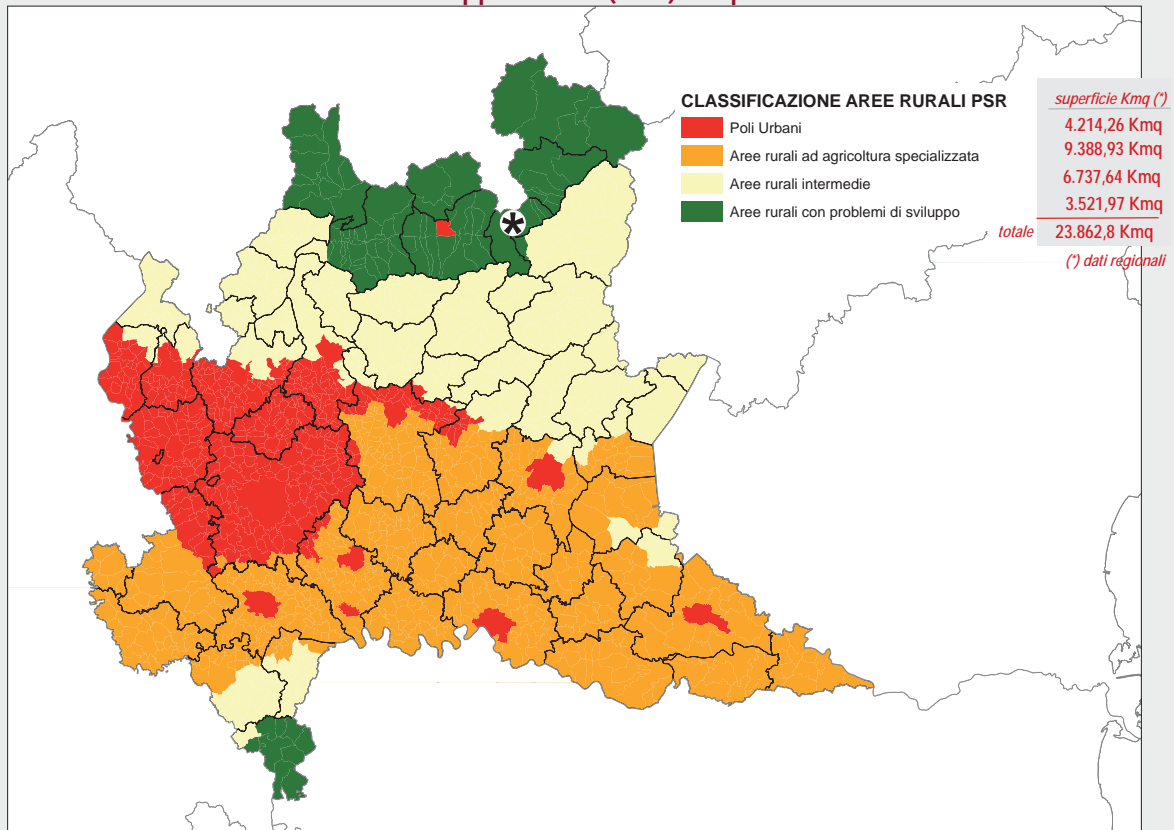 CLASSIFICAZIONE AREE RURALI PSR
superficie Kmq (*)
Poli Urbani
4.214,26 Kmq
Aree rurali ad agricoltura specializzata
9.388,93 Kmq
Aree rurali intermedie
6.737,64 Kmq
Aree rurali con problemi di sviluppo
3.521,97 Kmq
totale 23.862,8 Kmq
(*) dati regionali
*